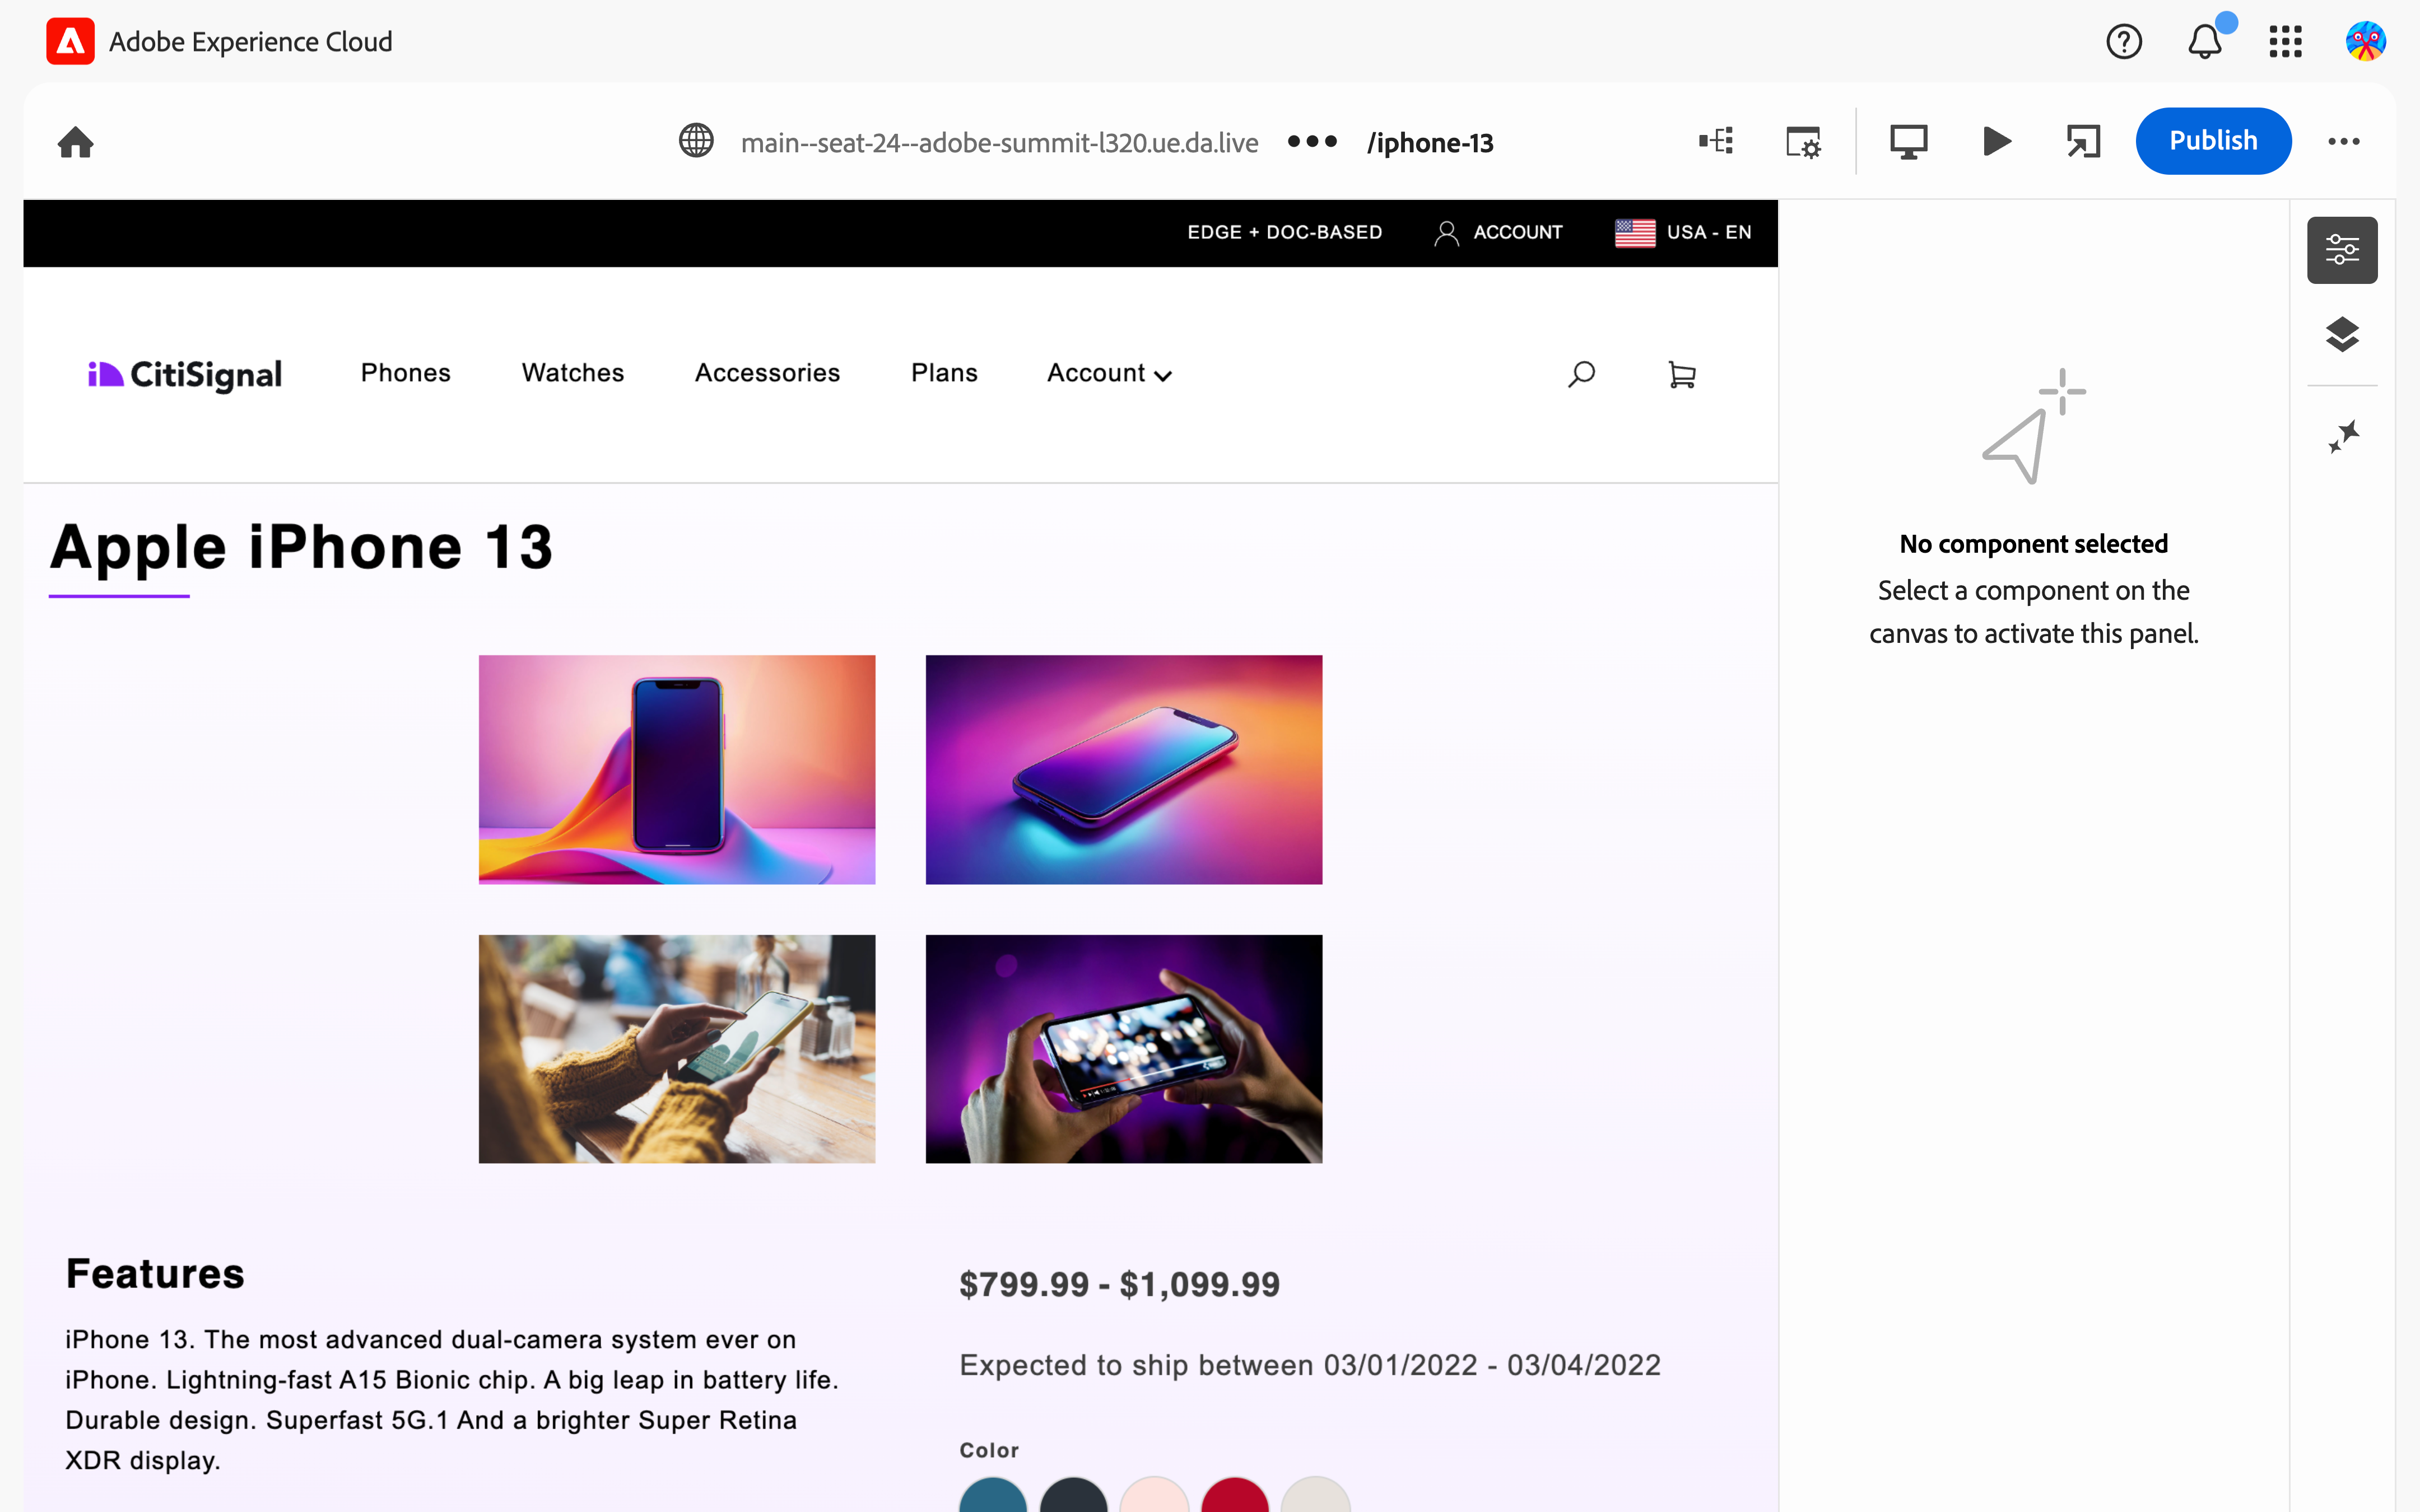 Adobe Experience Cloud
main--seat-24--adobe-summit-l320.ue.da.live ••• /iphone-13
Publish
EDGE + DOC-BASED ACCOUNT USA - EN
CitiSignal Phones Watches Accessories Plans Account
Apple iPhone 13
No component selected
Select a component on the
canvas to activate this panel.
Features
iPhone 13. The most advanced dual-camera system ever on
iPhone. Lightning-fast A15 Bionic chip. A big leap in battery life.
Durable design. Superfast 5G.1 And a brighter Super Retina
XDR display.
$799.99 - $1,099.99
Expected to ship between 03/01/2022 - 03/04/2022
Color